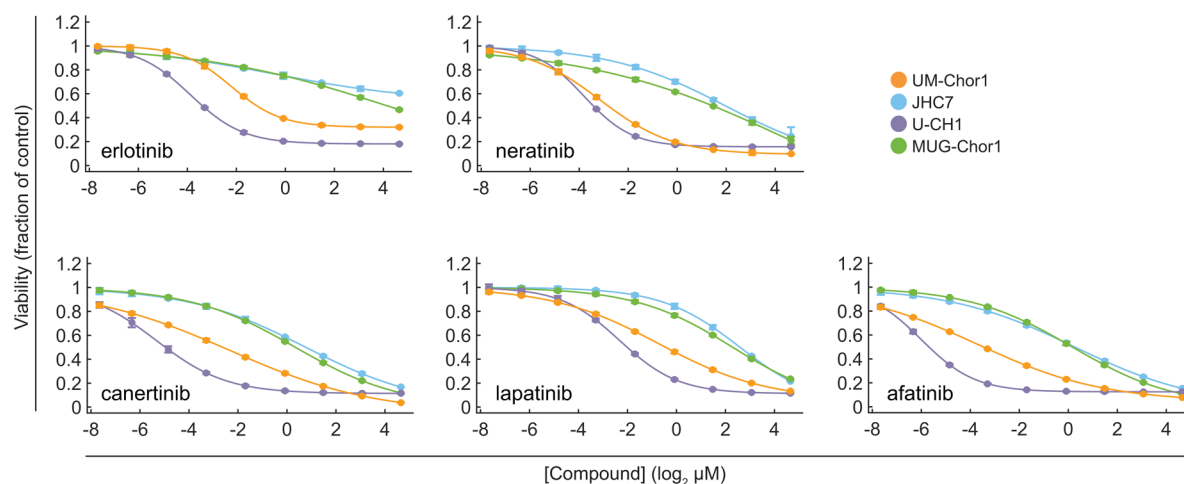 Viability (fraction of control)
1.2
1
0.8
0.6
0.4
0.2
0
erlotinib
-8 -6 -4 -2 0 2 4
1.2
1
0.8
0.6
0.4
0.2
0
neratinib
-8 -6 -4 -2 0 2 4
UM-Chor1
JHC7
U-CH1
MUG-Chor1
1.2
1
0.8
0.6
0.4
0.2
0
canertinib
-8 -6 -4 -2 0 2 4
1.2
1
0.8
0.6
0.4
0.2
0
lapatinib
-8 -6 -4 -2 0 2 4
1.2
1
0.8
0.6
0.4
0.2
0
afatinib
-8 -6 -4 -2 0 2 4
[Compound] (log₂ μM)